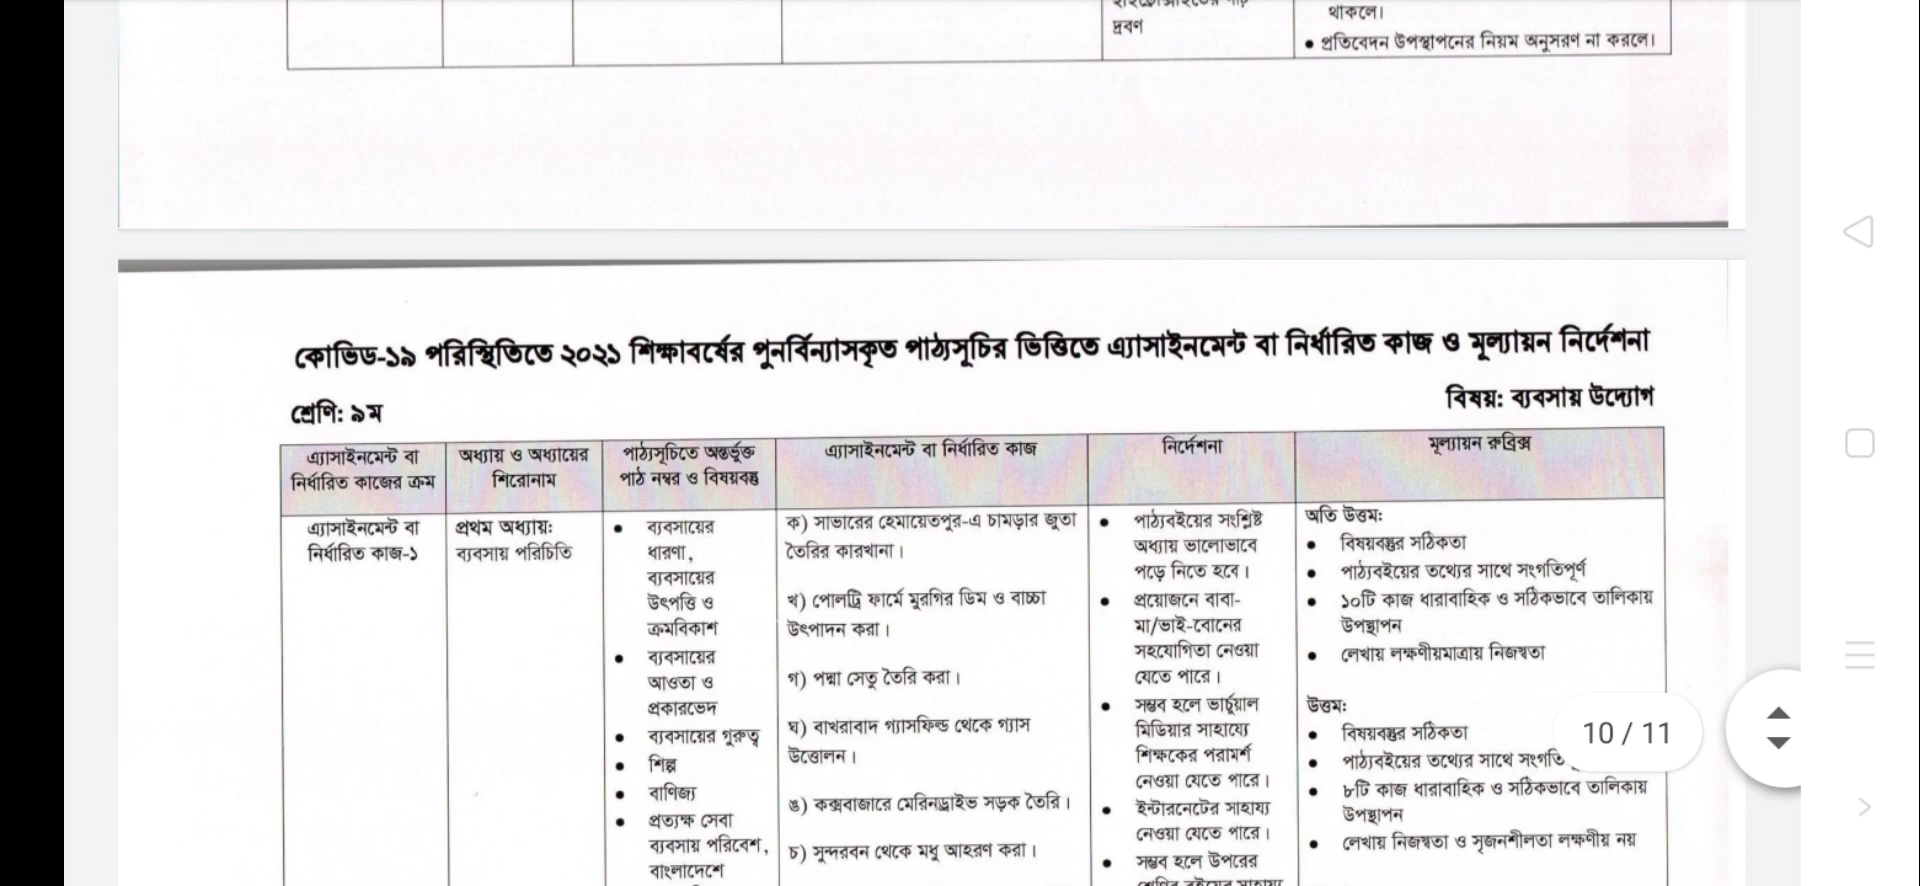 দ্রবণ
থাকলে।
• প্রতিবেদন উপস্থাপনের নিয়ম অনুসরণ না করলে।
কোভিড-১৯ পরিস্থিতিতে ২০২১ শিক্ষাবর্ষের পুনর্বিন্যাসকৃত পাঠ্যসূচির ভিত্তিতে এ্যাসাইনমেন্ট বা নির্ধারিত কাজ ও মূল্যায়ন নির্দেশনা
শ্রেণি: ৯ম
বিষয়: ব্যবসায় উদ্যোগ
এ্যাসাইনমেন্ট বা
নির্ধারিত কাজের ক্রম
অধ্যায় ও অধ্যায়ের
শিরোনাম
পাঠ্যসূচিতে অন্তর্ভুক্ত
পাঠ নম্বর ও বিষয়বস্তু
এ্যাসাইনমেন্ট বা নির্ধারিত কাজ
নির্দেশনা
মূল্যায়ন রুব্রিক্স
এ্যাসাইনমেন্ট বা
নির্ধারিত কাজ-১
প্রথম অধ্যায়:
ব্যবসায় পরিচিতি
• ব্যবসায়ের
ধারণা,
ব্যবসায়ের
উৎপত্তি ও
ক্রমবিকাশ
• ব্যবসায়ের
আওতা ও
প্রকারভেদ
• ব্যবসায়ের গুরুত্ব
• শিল্প
• বাণিজ্য
• প্রত্যক্ষ সেবা
ব্যবসায় পরিবেশ,
বাংলাদেশে
ক) সাভারের হেমায়েতপুর-এ চামড়ার জুতা
তৈরির কারখানা।
খ) পোলট্রি ফার্মে মুরগির ডিম ও বাচ্চা
উৎপাদন করা।
গ) পদ্মা সেতু তৈরি করা।
ঘ) বাখরাবাদ গ্যাসফিল্ড থেকে গ্যাস
উত্তোলন।
ঙ) কক্সবাজারে মেরিনড্রাইভ সড়ক তৈরি।
চ) সুন্দরবন থেকে মধু আহরণ করা।
• পাঠ্যবইয়ের সংশ্লিষ্ট
অধ্যায় ভালোভাবে
পড়ে নিতে হবে।
• প্রয়োজনে বাবা-
মা/ভাই-বোনের
সহযোগিতা নেওয়া
যেতে পারে।
• সম্ভব হলে ভার্চুয়াল
মিডিয়ার সাহায্যে
শিক্ষকের পরামর্শ
নেওয়া যেতে পারে।
• ইন্টারনেটের সাহায্য
নেওয়া যেতে পারে।
• সম্ভব হলে উপরের
অতি উত্তম:
• বিষয়বস্তুর সঠিকতা
• পাঠ্যবইয়ের তথ্যের সাথে সংগতিপূর্ণ
• ১০টি কাজ ধারাবাহিক ও সঠিকভাবে তালিকায়
উপস্থাপন
• লেখায় লক্ষণীয়মাত্রায় নিজস্বতা
উত্তম:
• বিষয়বস্তুর সঠিকতা
• পাঠ্যবইয়ের তথ্যের সাথে
• ৮টি কাজ ধারাবাহিক ও সঠিকভাবে তালিকায়
উপস্থাপন
• লেখায় নিজস্বতা ও সৃজনশীলতা লক্ষণীয় নয়
10 / 11